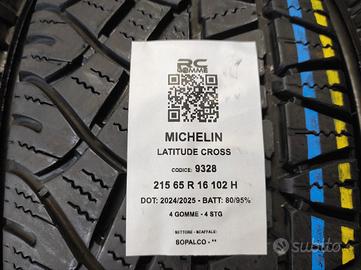 RC
GOMME
MICHELIN
LATITUDE CROSS
CODICE: 9328
215 65 R 16 102 H
DOT: 2024/2025 - BATT: 80/95%
4 GOMME - 4 STG
SETTORE - SCAFFALE:
SOPALCO - **
subito